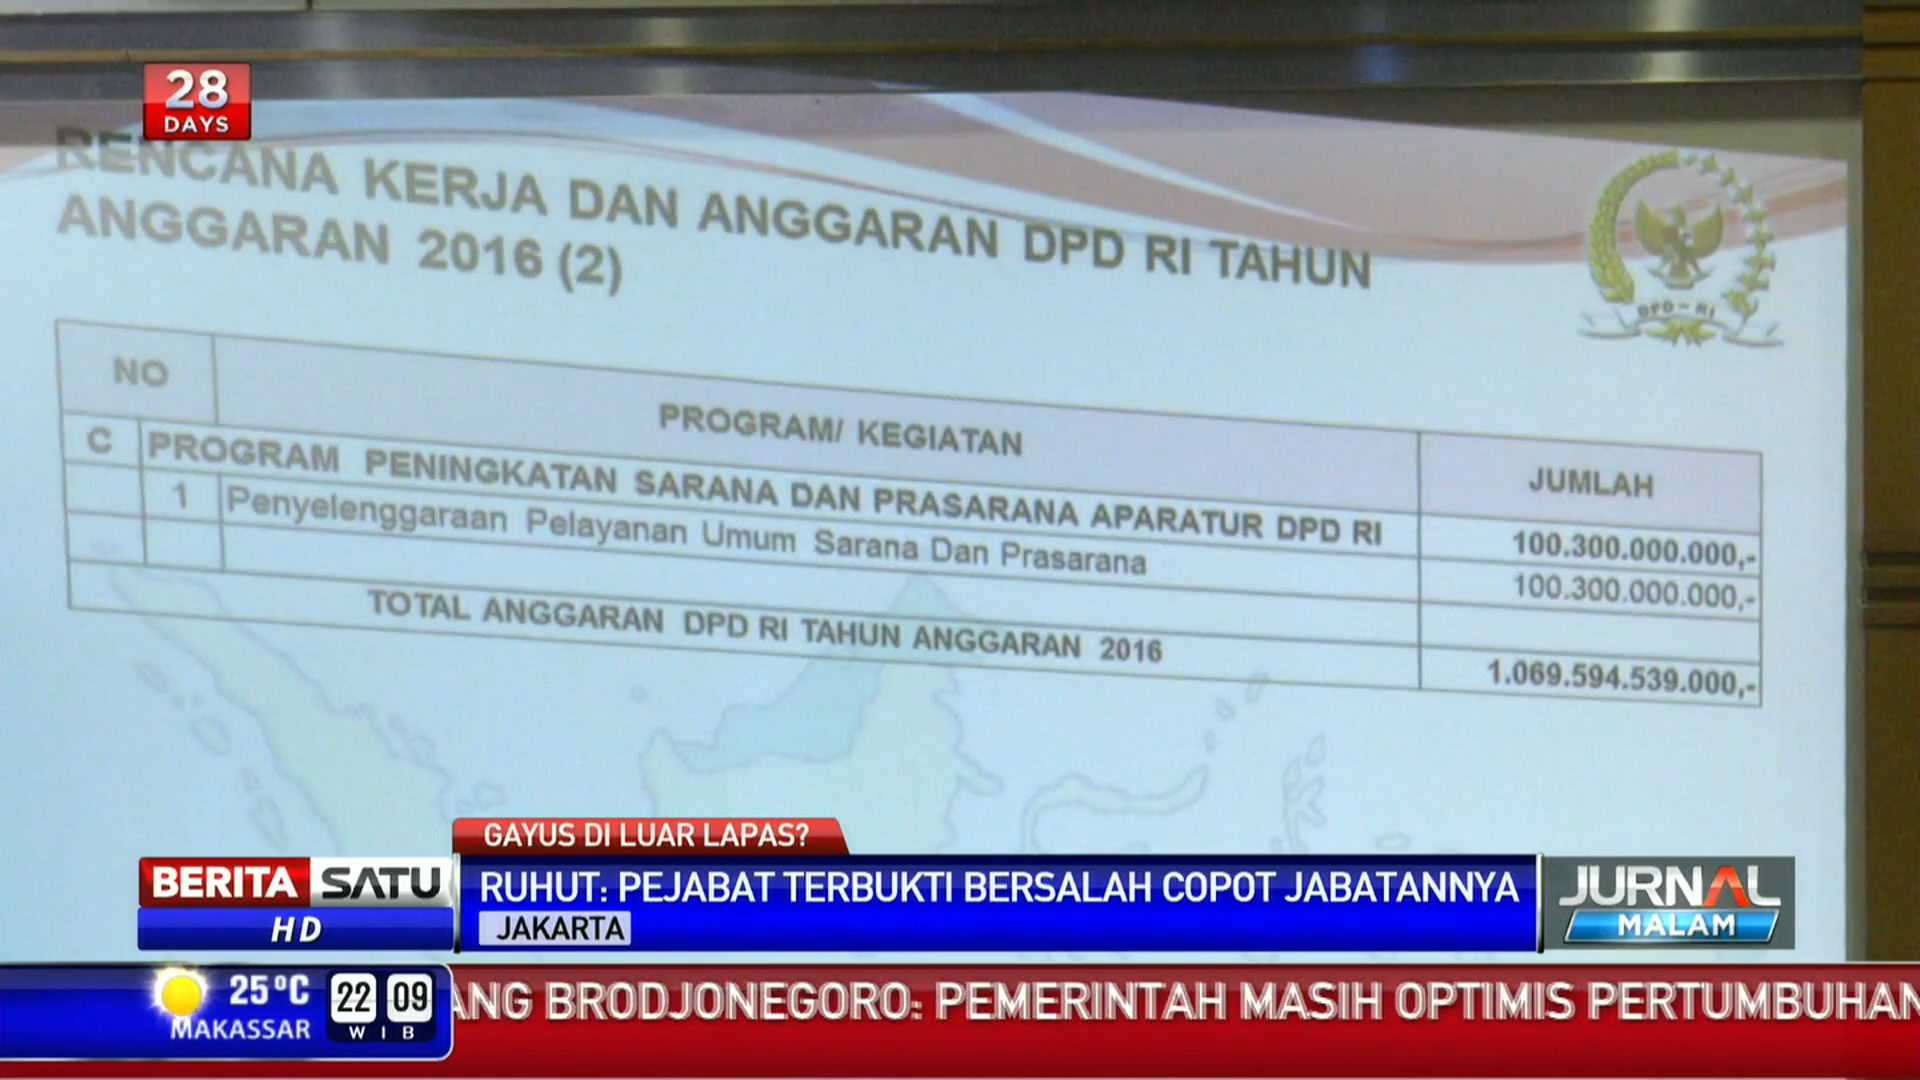 28
DAYS
RENCANA KERJA DAN ANGGARAN DPD RI TAHUN
ANGGARAN 2016 (2)
DPD - RI
NO
PROGRAM/ KEGIATAN
JUMLAH
C PROGRAM PENINGKATAN SARANA DAN PRASARANA APARATUR DPD RI 100.300.000.000,-
1 Penyelenggaraan Pelayanan Umum Sarana Dan Prasarana 100.300.000.000,-
TOTAL ANGGARAN DPD RI TAHUN ANGGARAN 2016 1.069.594.539.000,-
GAYUS DI LUAR LAPAS?
BERITA SATU
HD
RUHUT: PEJABAT TERBUKTI BERSALAH COPOT JABATANNYA
JAKARTA
JURNAL
MALAM
25°C
MAKASSAR
22 09
WIB
ANG BRODJONEGORO: PEMERINTAH MASIH OPTIMIS PERTUMBUHAN